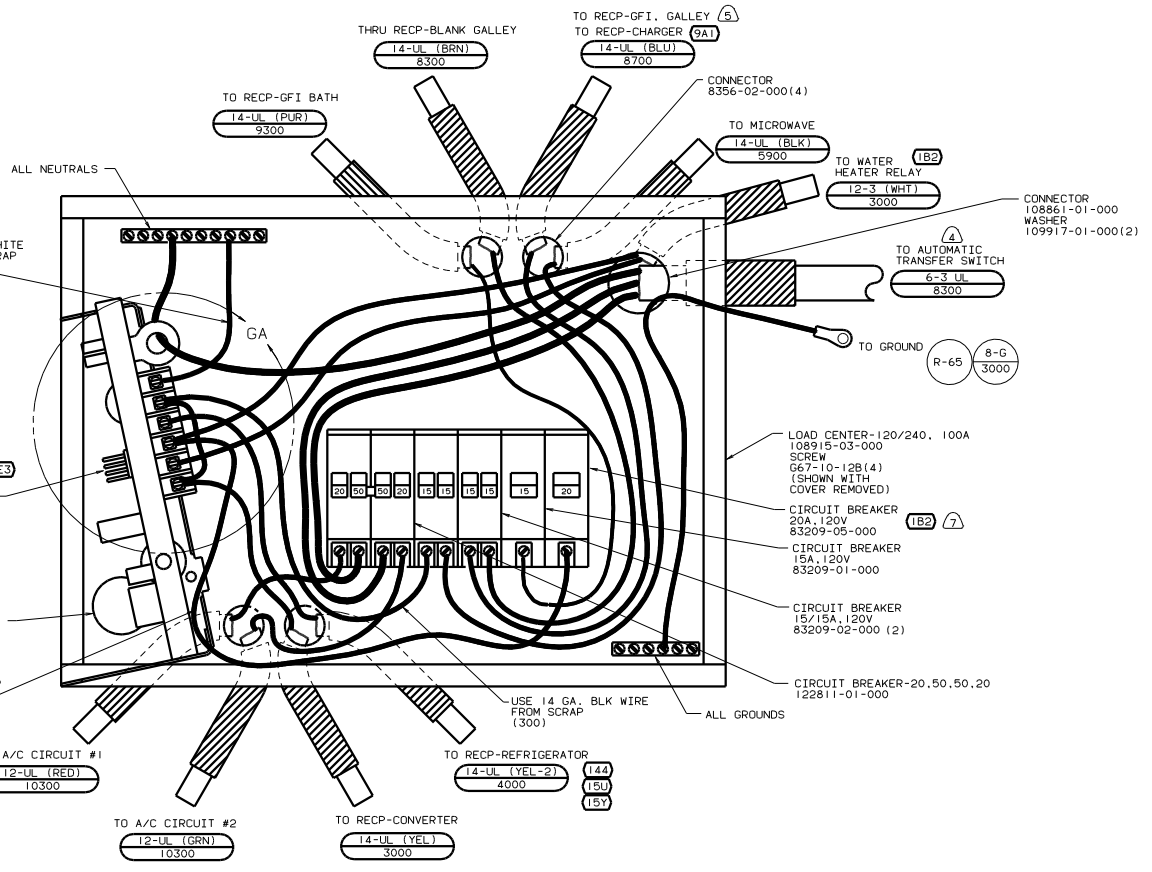 TO RECP-GFI, GALLEY 5
THRU RECP-BLANK GALLEY
TO RECP-CHARGER 9A1
14-UL (BRN)
8300
14-UL (BLU)
8700
CONNECTOR
8356-02-000(4)
TO RECP-GFI BATH
14-UL (PUR)
9300
TO MICROWAVE
14-UL (BLK)
5900
TO WATER 1B2
HEATER RELAY
12-3 (WHT)
3000
ALL NEUTRALS
CONNECTOR
108861-01-000
WASHER
109917-01-000(2)
4
TO AUTOMATIC
TRANSFER SWITCH
6-3 UL
8300
GA
TO GROUND
R-65
8-G
3000
LOAD CENTER-120/240, 100A
108915-03-000
SCREW
G67-10-12B(4)
(SHOWN WITH
COVER REMOVED)
E3
20 50 50 20 15 15 15 15 15 20
CIRCUIT BREAKER
20A,120V
83209-05-000
1B2 7
CIRCUIT BREAKER
15A,120V
83209-01-000
CIRCUIT BREAKER
15/15A,120V
83209-02-000 (2)
CIRCUIT BREAKER-20,50,50,20
122811-01-000
USE 14 GA. BLK WIRE
FROM SCRAP
(300)
ALL GROUNDS
A/C CIRCUIT #1
12-UL (RED)
10300
TO RECP-REFRIGERATOR
14-UL (YEL-2)
4000
144
15U
15Y
TO A/C CIRCUIT #2
12-UL (GRN)
10300
TO RECP-CONVERTER
14-UL (YEL)
3000